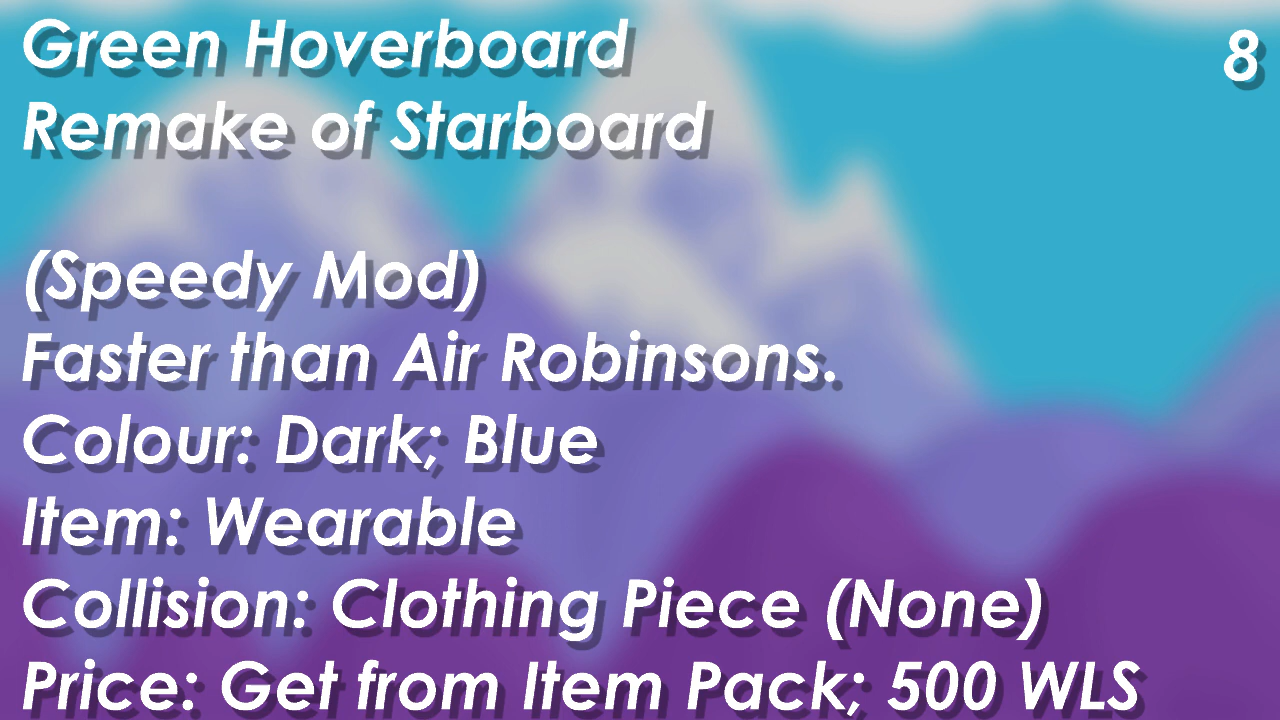 Green Hoverboard
8
Remake of Starboard
(Speedy Mod)
Faster than Air Robinsons.
Colour: Dark; Blue
Item: Wearable
Collision: Clothing Piece (None)
Price: Get from Item Pack; 500 WLS